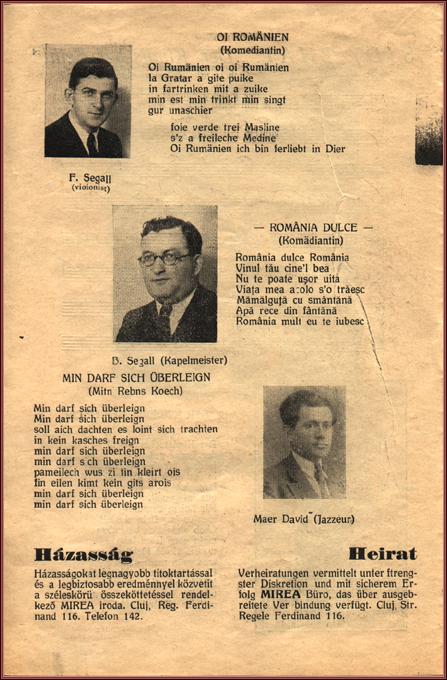 OI ROMÂNIEN
(Komediantin)
Oi Rumänien oi oi Rumänien
la Gratar a gite puike
in fartrinken mit a zuike
min est min trinkt min singt
gur unaschier
foie verde trei Masline
s'z a freileche Medine
Oi Rumänien ich bin ferliebt in Dier
F. Segall
(violonist)
— ROMÂNIA DULCE —
(Komädiantin)
România dulce România
Vinul tău cine'l bea
Nu te poate uşor uita
Viaţa mea acolo s'o trăesc
Mămălguţă cu smântână
Apă rece din fântână
România mult eu te iubesc
B. Segall (Kapelmeister)
MIN DARF SICH ÜBERLEIGN
(Mitn Rebns Koech)
Min darf sich überleign
Min darf sich überleign
soll aich dachten es loint sich trachten
in kein kasches freign
min darf sich überleign
min darf sich überleign
pameilech wus zi tin kleirt ois
fin eilen kimt kein gits arois
min darf sich überleign
min darf sich überleign
Maer David (Jazzeur)
Házasság
Házasságokat legnagyobb titoktartással
és a legbiztosabb eredménnyel közvetit
a széleskörü összeköttetéssel rendel-
kező MIREA iroda. Cluj, Reg. Ferdi-
nand 116. Telefon 142.
Heirat
Verheiratungen vermittelt unter ftreng-
ster Diskretion und mit sicherem Er-
folg MIREA Büro, das über ausgeb-
reitete Ver bindung verfügt. Cluj, Str.
Regele Ferdinand 116.